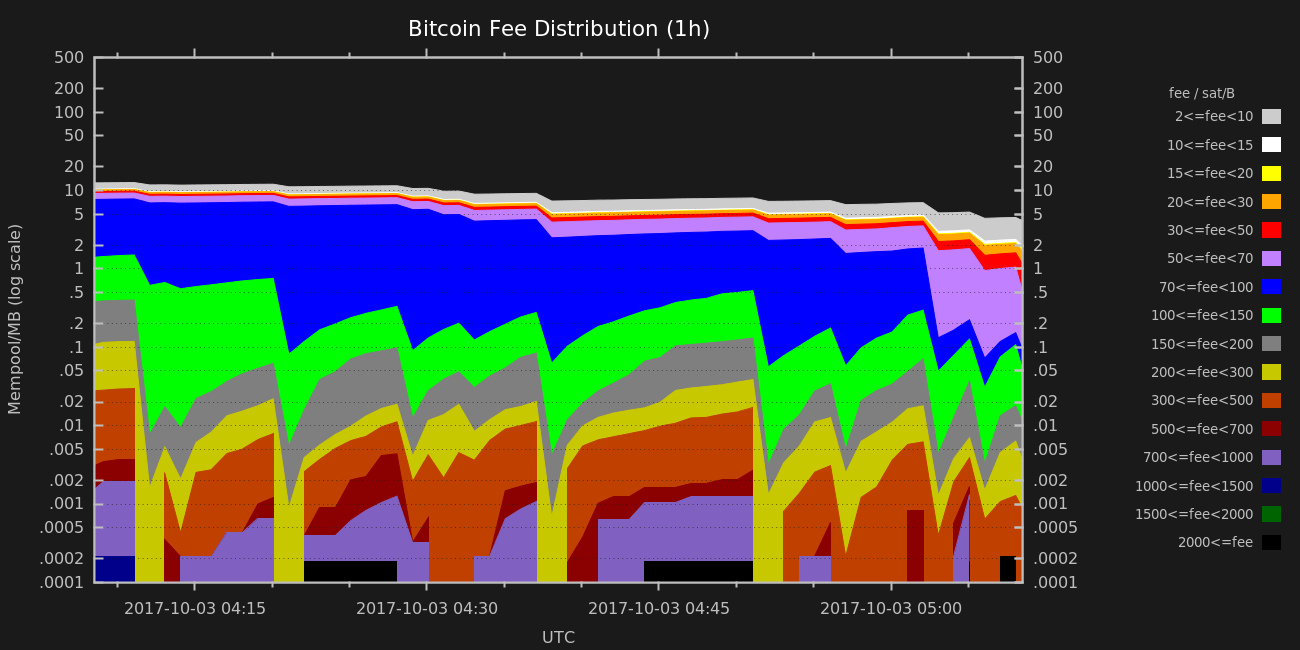 Bitcoin Fee Distribution (1h)
Mempool/MB (log scale)
500
200
100
50
20
10
5
2
1
.5
.2
.1
.05
.02
.01
.005
.002
.001
.0005
.0002
.0001
500
200
100
50
20
10
5
2
1
.5
.2
.1
.05
.02
.01
.005
.002
.001
.0005
.0002
.0001
2017-10-03 04:15
2017-10-03 04:30
2017-10-03 04:45
2017-10-03 05:00
UTC
fee / sat/B
2<=fee<10
10<=fee<15
15<=fee<20
20<=fee<30
30<=fee<50
50<=fee<70
70<=fee<100
100<=fee<150
150<=fee<200
200<=fee<300
300<=fee<500
500<=fee<700
700<=fee<1000
1000<=fee<1500
1500<=fee<2000
2000<=fee